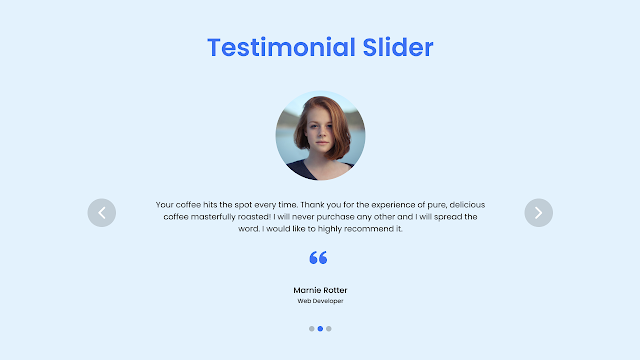 Testimonial Slider
Your coffee hits the spot every time. Thank you for the experience of pure, delicious
coffee masterfully roasted! I will never purchase any other and I will spread the
word. I would like to highly recommend it.
Marnie Rotter
Web Developer